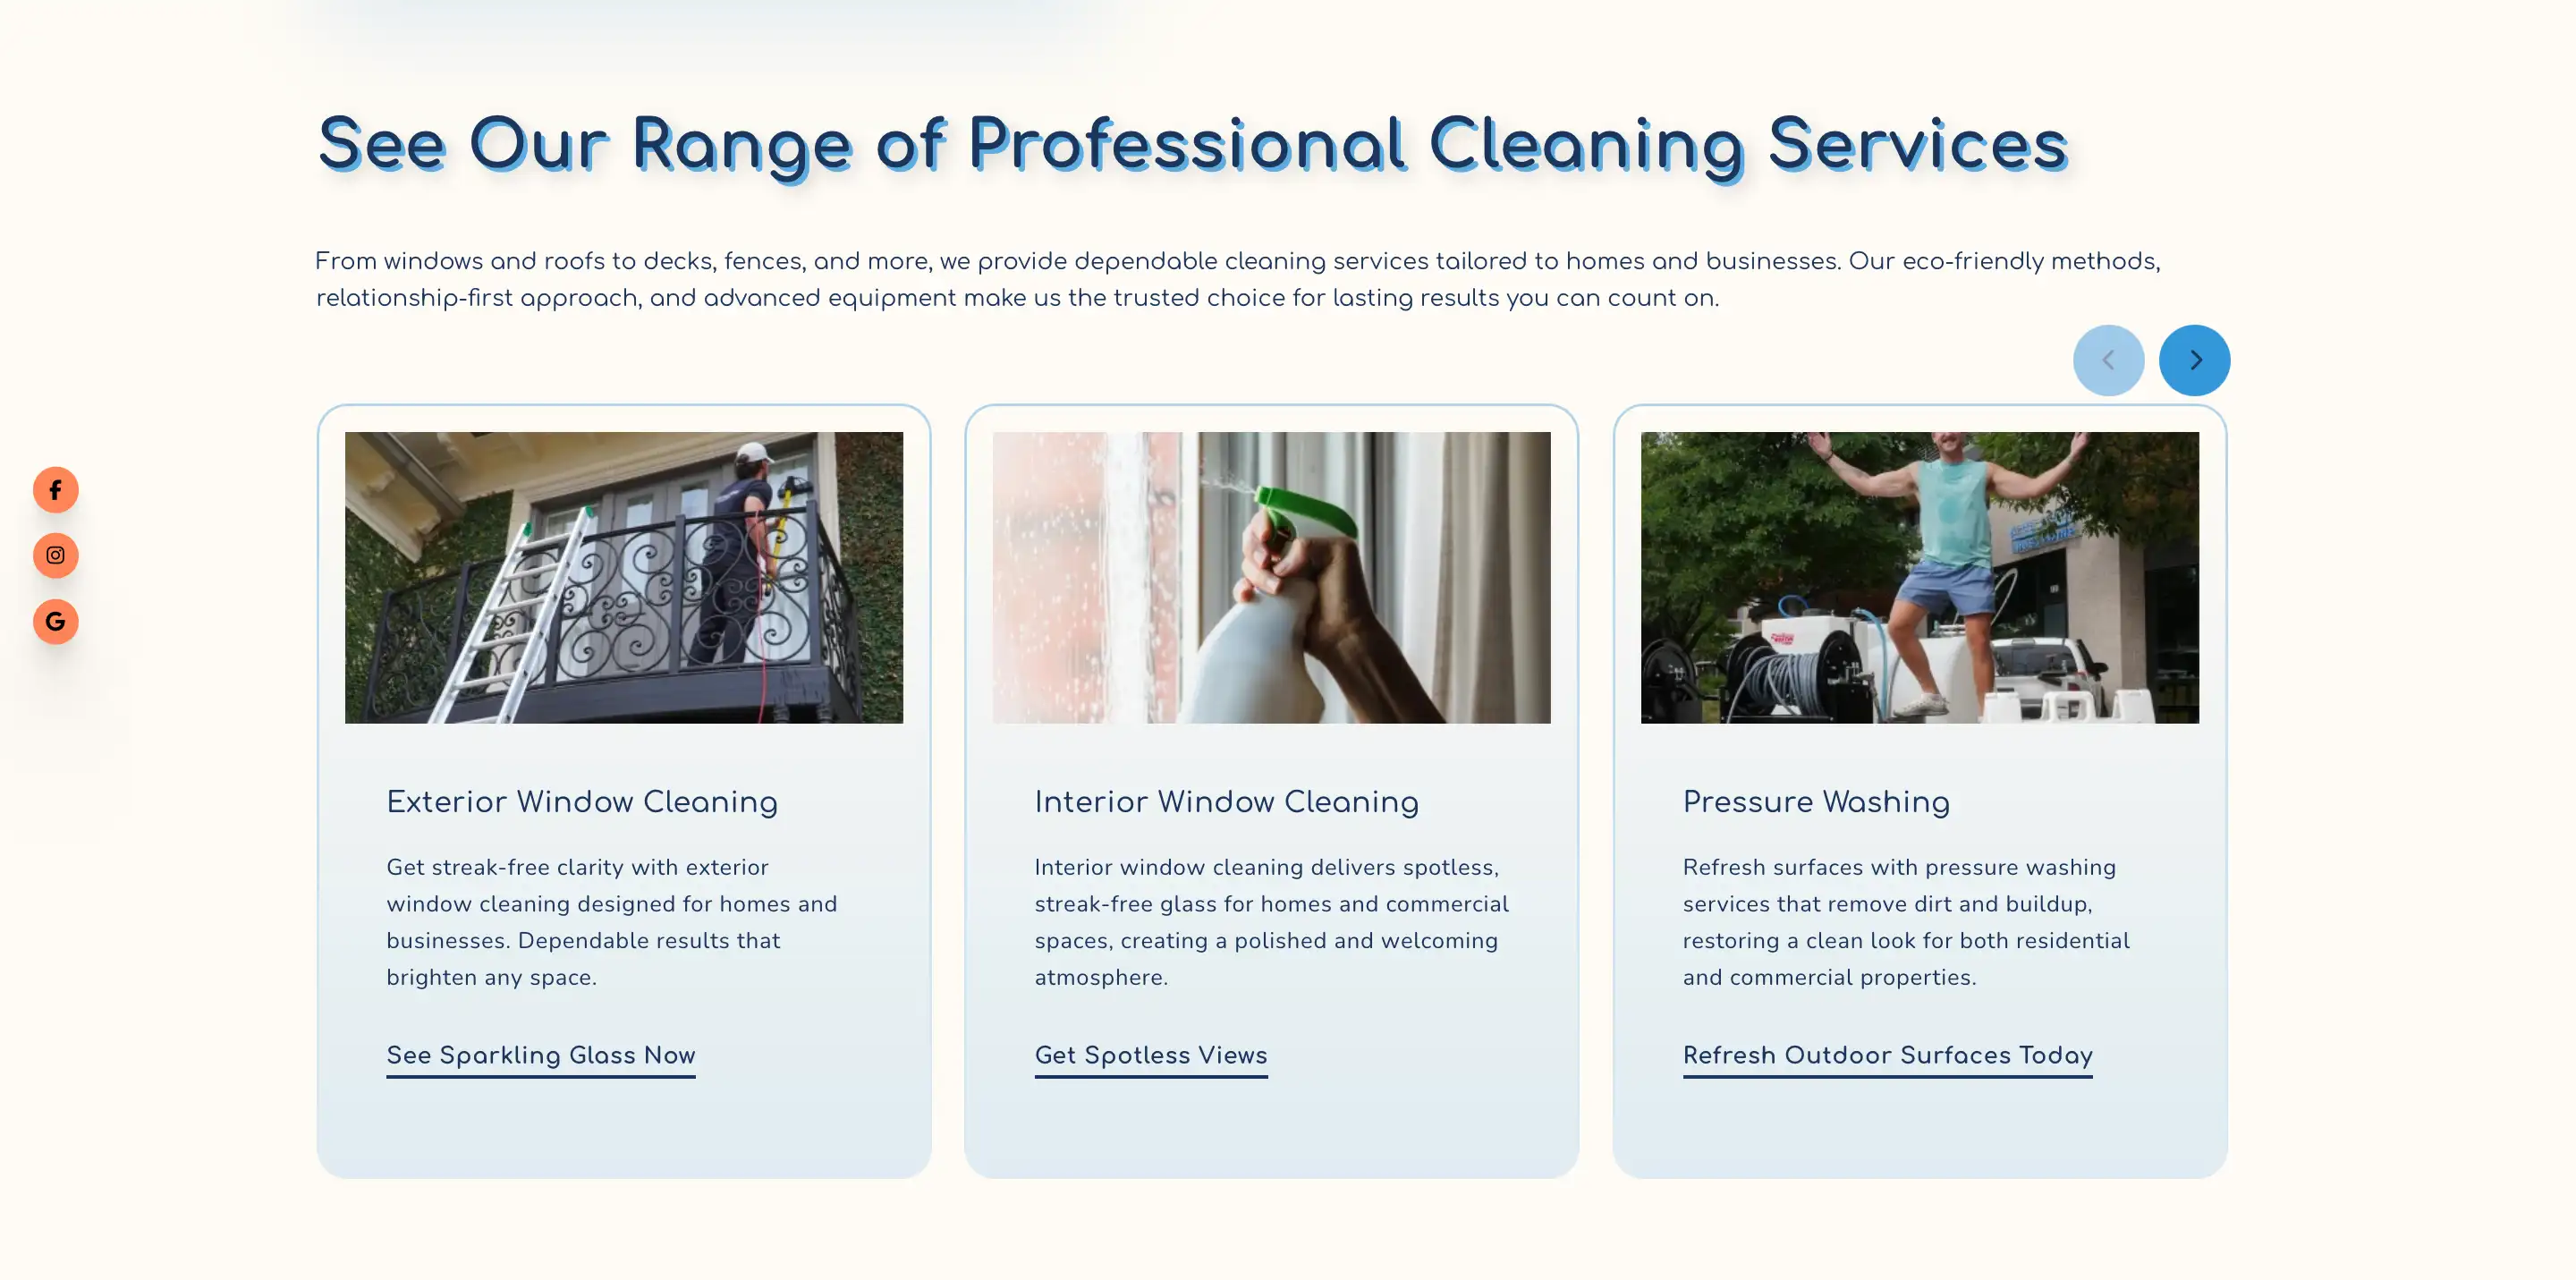 See Our Range of Professional Cleaning Services
From windows and roofs to decks, fences, and more, we provide dependable cleaning services tailored to homes and businesses. Our eco-friendly methods,
relationship-first approach, and advanced equipment make us the trusted choice for lasting results you can count on.
Exterior Window Cleaning
Get streak-free clarity with exterior
window cleaning designed for homes and
businesses. Dependable results that
brighten any space.
See Sparkling Glass Now
Interior Window Cleaning
Interior window cleaning delivers spotless,
streak-free glass for homes and commercial
spaces, creating a polished and welcoming
atmosphere.
Get Spotless Views
Pressure Washing
Refresh surfaces with pressure washing
services that remove dirt and buildup,
restoring a clean look for both residential
and commercial properties.
Refresh Outdoor Surfaces Today